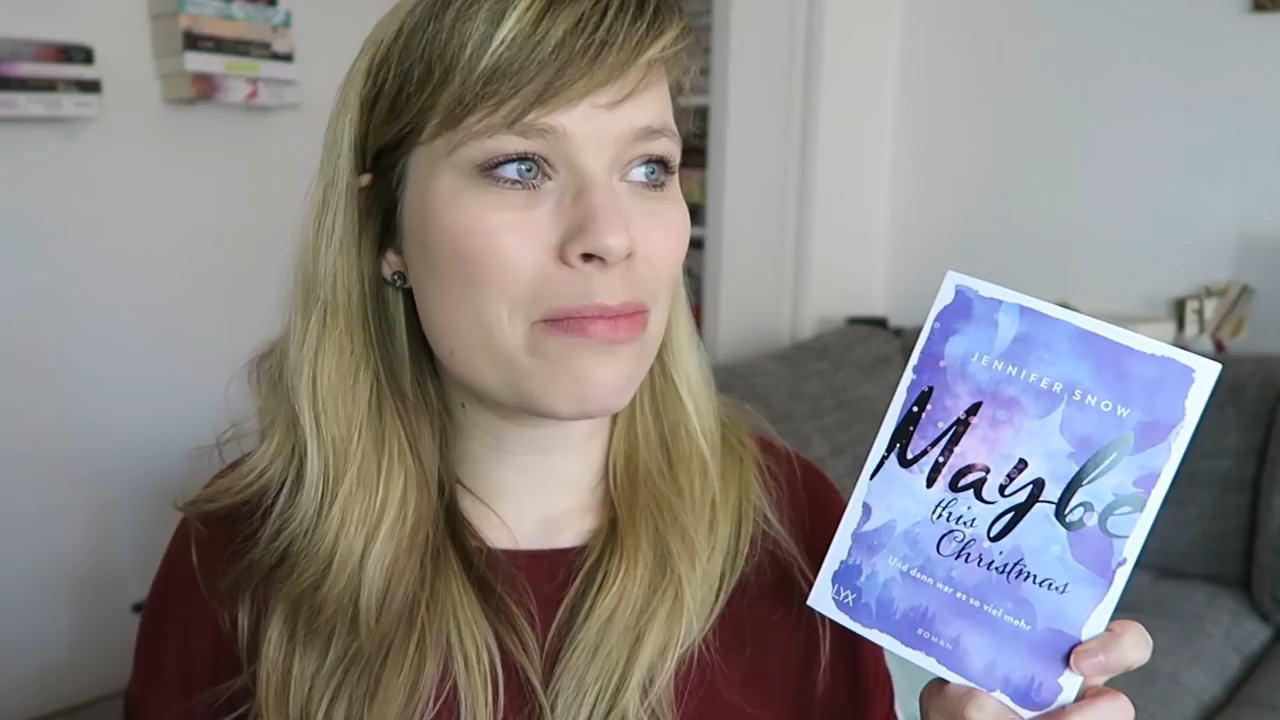 JENNIFER SNOW
Maybe
this
Christmas
Und dann war es so viel mehr
LYX
ROMAN